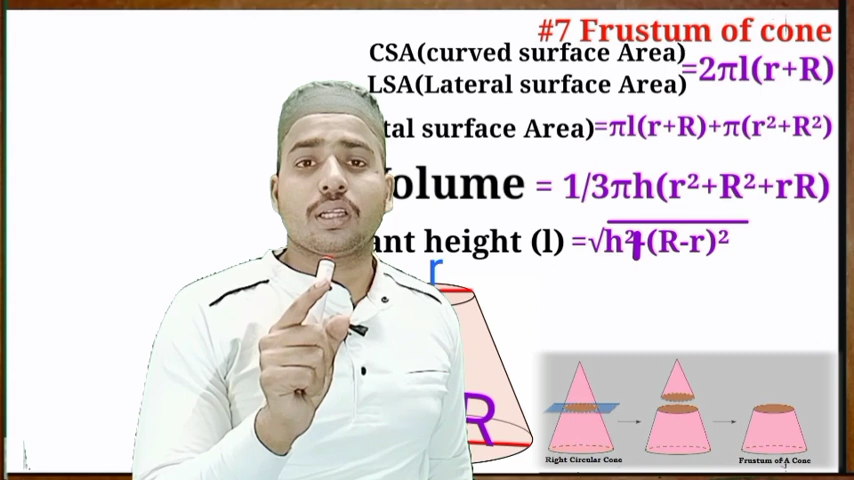 #7 Frustum of cone
CSA(curved surface Area)
LSA(Lateral surface Area)
=2πl(r+R)
tal surface Area)=πl(r+R)+π(r²+R²)
olume = 1/3πh(r²+R²+rR)
ant height (l) =√h²+(R-r)²
r
R
Right Circular Cone
Frustum of A Cone